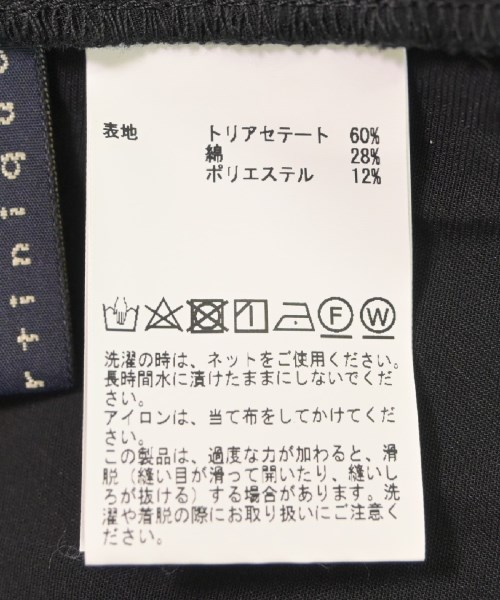 表地 トリアセテート 60%
綿 28%
ポリエステル 12%
F W
洗濯の時は、ネットをご使用ください。
長時間水に漬けたままにしないでくだ
さい。
アイロンは、当て布をしてかけてくだ
さい。
この製品は、過度な力が加わると、滑
脱（縫い目が滑って開いたり、縫いし
ろが抜ける）する場合があります。洗
濯や着脱の際にお取り扱いにご注意く
ださい。